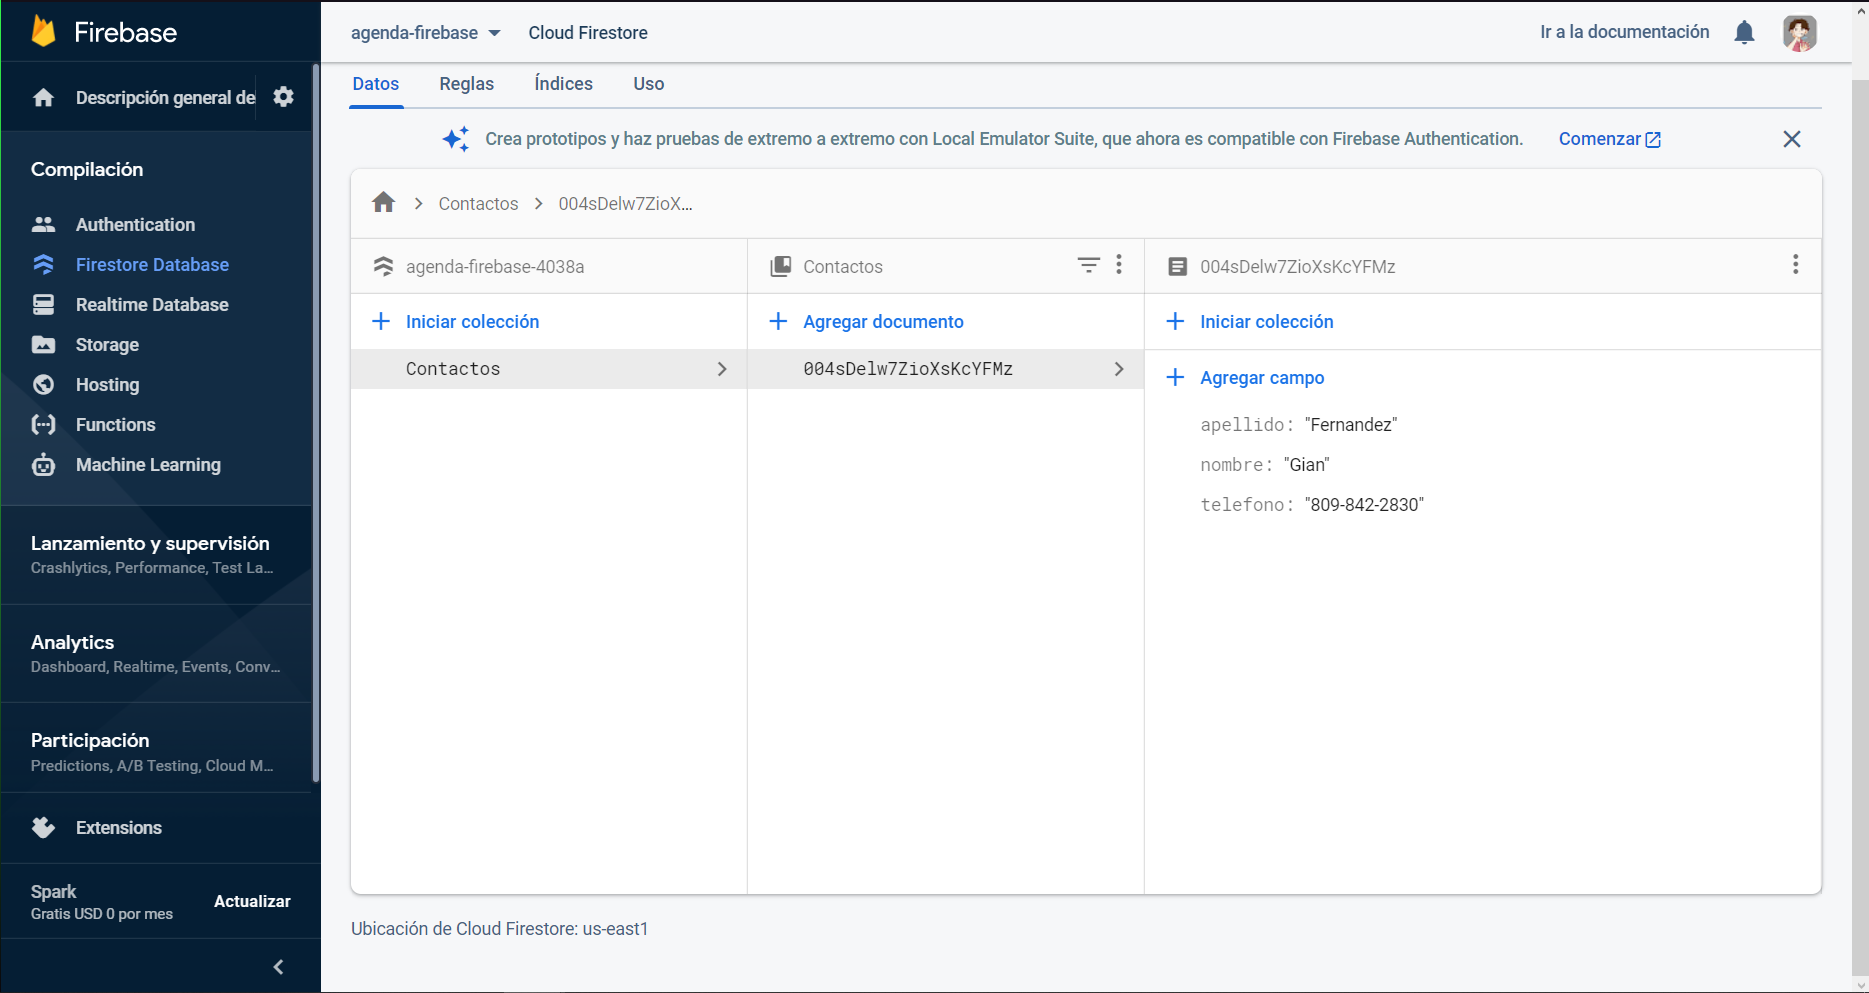 Firebase
agenda-firebase
Cloud Firestore
Ir a la documentación
Descripción general de
Datos
Reglas
Índices
Uso
Crea prototipos y haz pruebas de extremo a extremo con Local Emulator Suite, que ahora es compatible con Firebase Authentication.
Comenzar
Compilación
Authentication
Firestore Database
Realtime Database
Storage
Hosting
Functions
Machine Learning
Lanzamiento y supervisión
Crashlytics, Performance, Test La...
Analytics
Dashboard, Realtime, Events, Conv...
Participación
Predictions, A/B Testing, Cloud M...
Extensions
Spark
Gratis USD 0 por mes
Actualizar
Contactos
004sDelw7ZioX...
agenda-firebase-4038a
Contactos
004sDelw7ZioXsKcYFMz
Iniciar colección
Agregar documento
Iniciar colección
Contactos
004sDelw7ZioXsKcYFMz
Agregar campo
apellido: "Fernandez"
nombre: "Gian"
telefono: "809-842-2830"
Ubicación de Cloud Firestore: us-east1